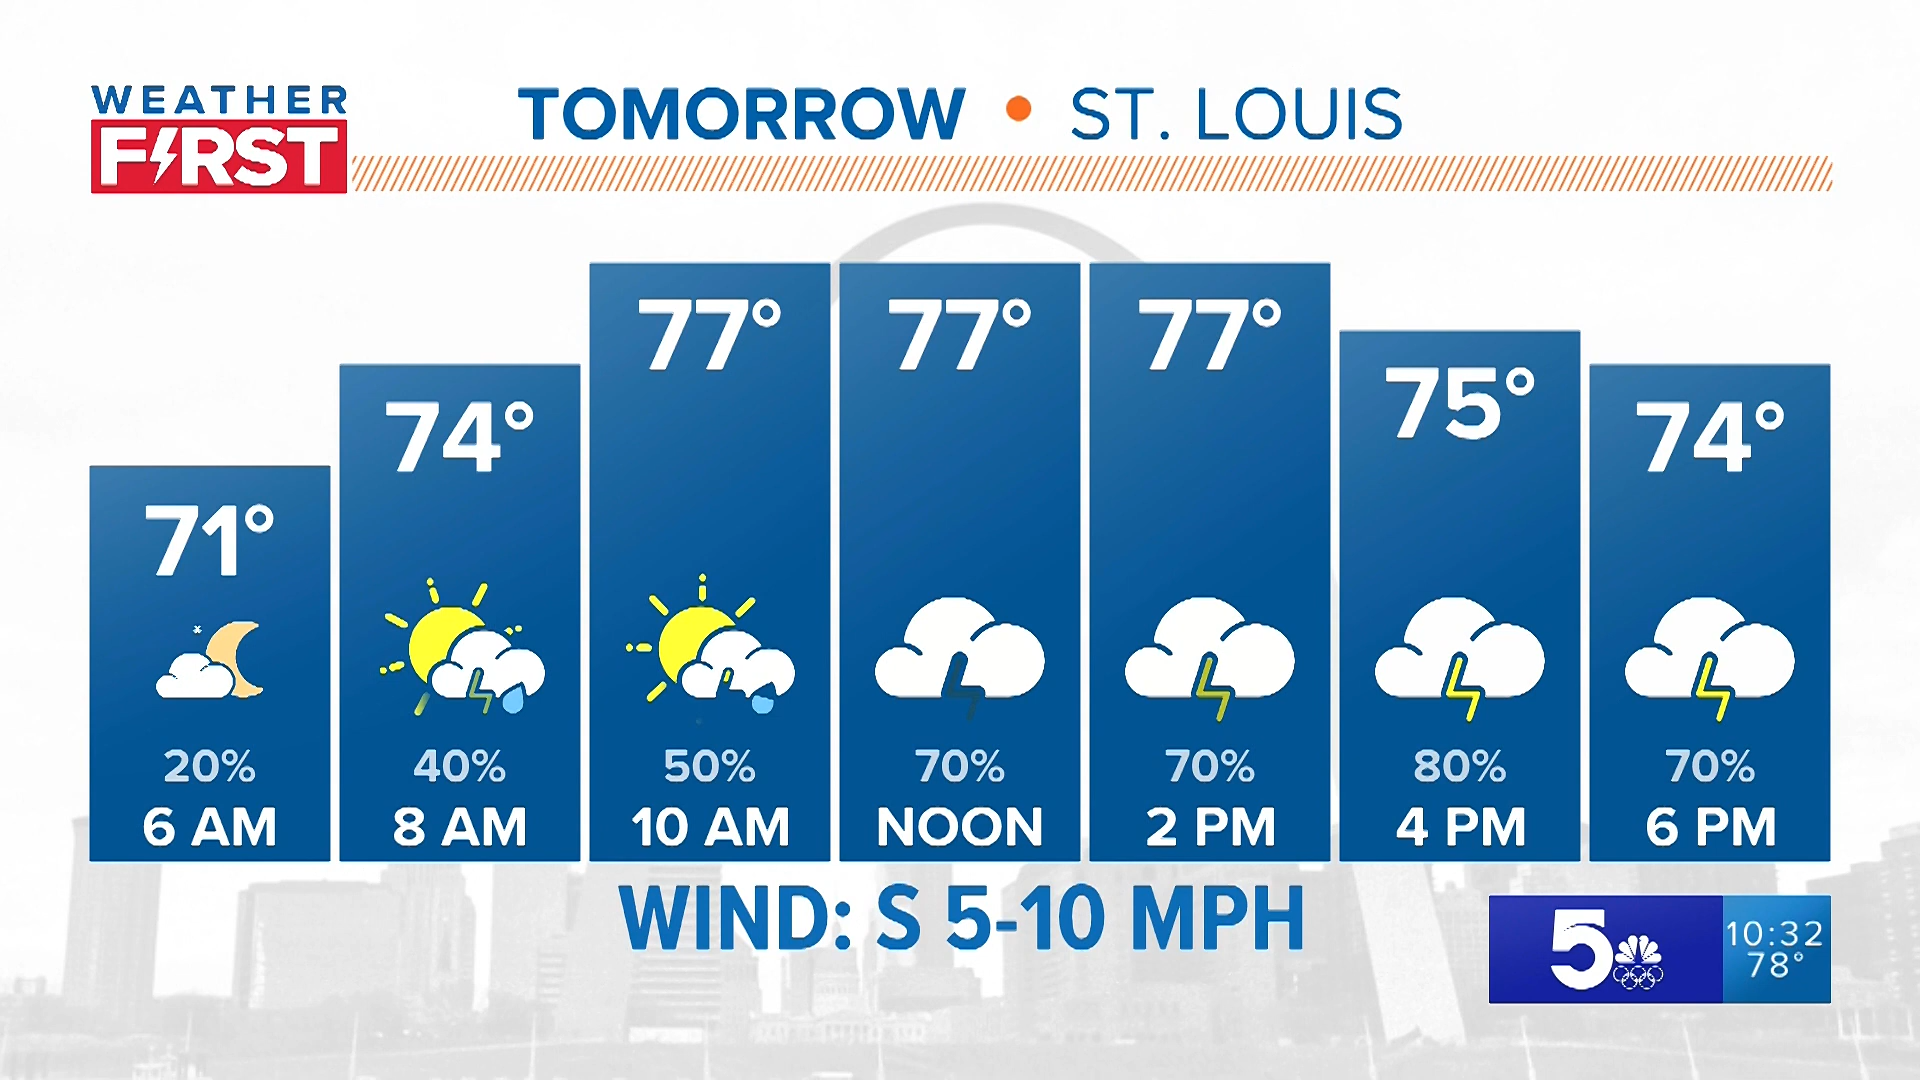 WEATHER
FIRST
TOMORROW • ST. LOUIS
71° 74° 77° 77° 77° 75° 74°
20% 40% 50% 70% 70% 80% 70%
6 AM 8 AM 10 AM NOON 2 PM 4 PM 6 PM
WIND: S 5-10 MPH
5
10:32
78°